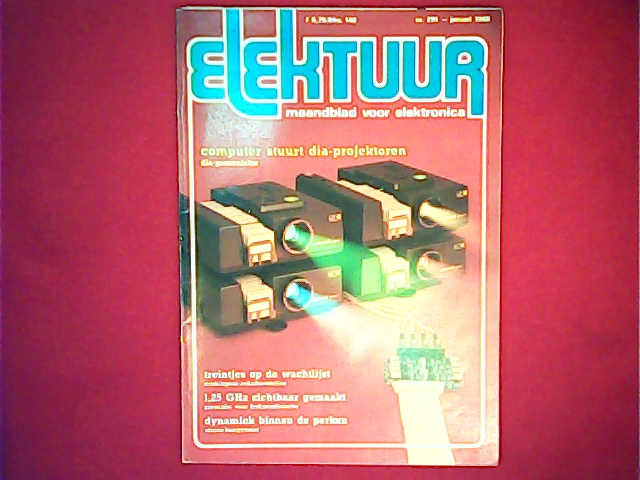 januari
ELEKTUUR
maandblad voor elektronica
computer stuurt dia-projektoren
treintjes op de wachtlijst
1,25 GHz zichtbaar gemaakt
dynamiek binnen de perken